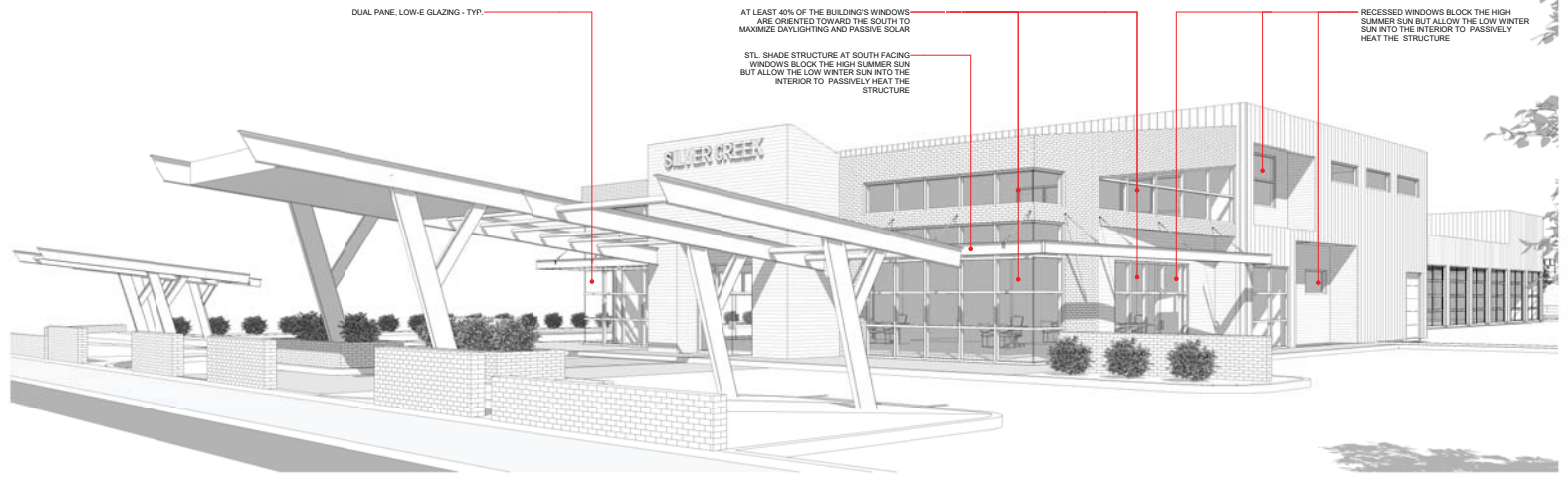 DUAL PANE, LOW-E GLAZING - TYP.
AT LEAST 40% OF THE BUILDING'S WINDOWS
ARE ORIENTED TOWARD THE SOUTH TO
MAXIMIZE DAYLIGHTING AND PASSIVE SOLAR
STL. SHADE STRUCTURE AT SOUTH FACING
WINDOWS BLOCK THE HIGH SUMMER SUN
BUT ALLOW THE LOW WINTER SUN INTO THE
INTERIOR TO PASSIVELY HEAT THE
STRUCTURE
RECESSED WINDOWS BLOCK THE HIGH
SUMMER SUN BUT ALLOW THE LOW WINTER
SUN INTO THE INTERIOR TO PASSIVELY
HEAT THE STRUCTURE
SILVER CREEK